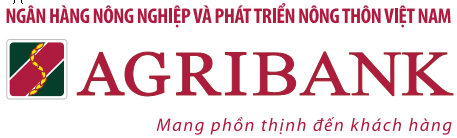 NGÂN HÀNG NÔNG NGHIỆP VÀ PHÁT TRIỂN NÔNG THÔN VIỆT NAM
AGRIBANK
Mang phồn thịnh đến khách hàng